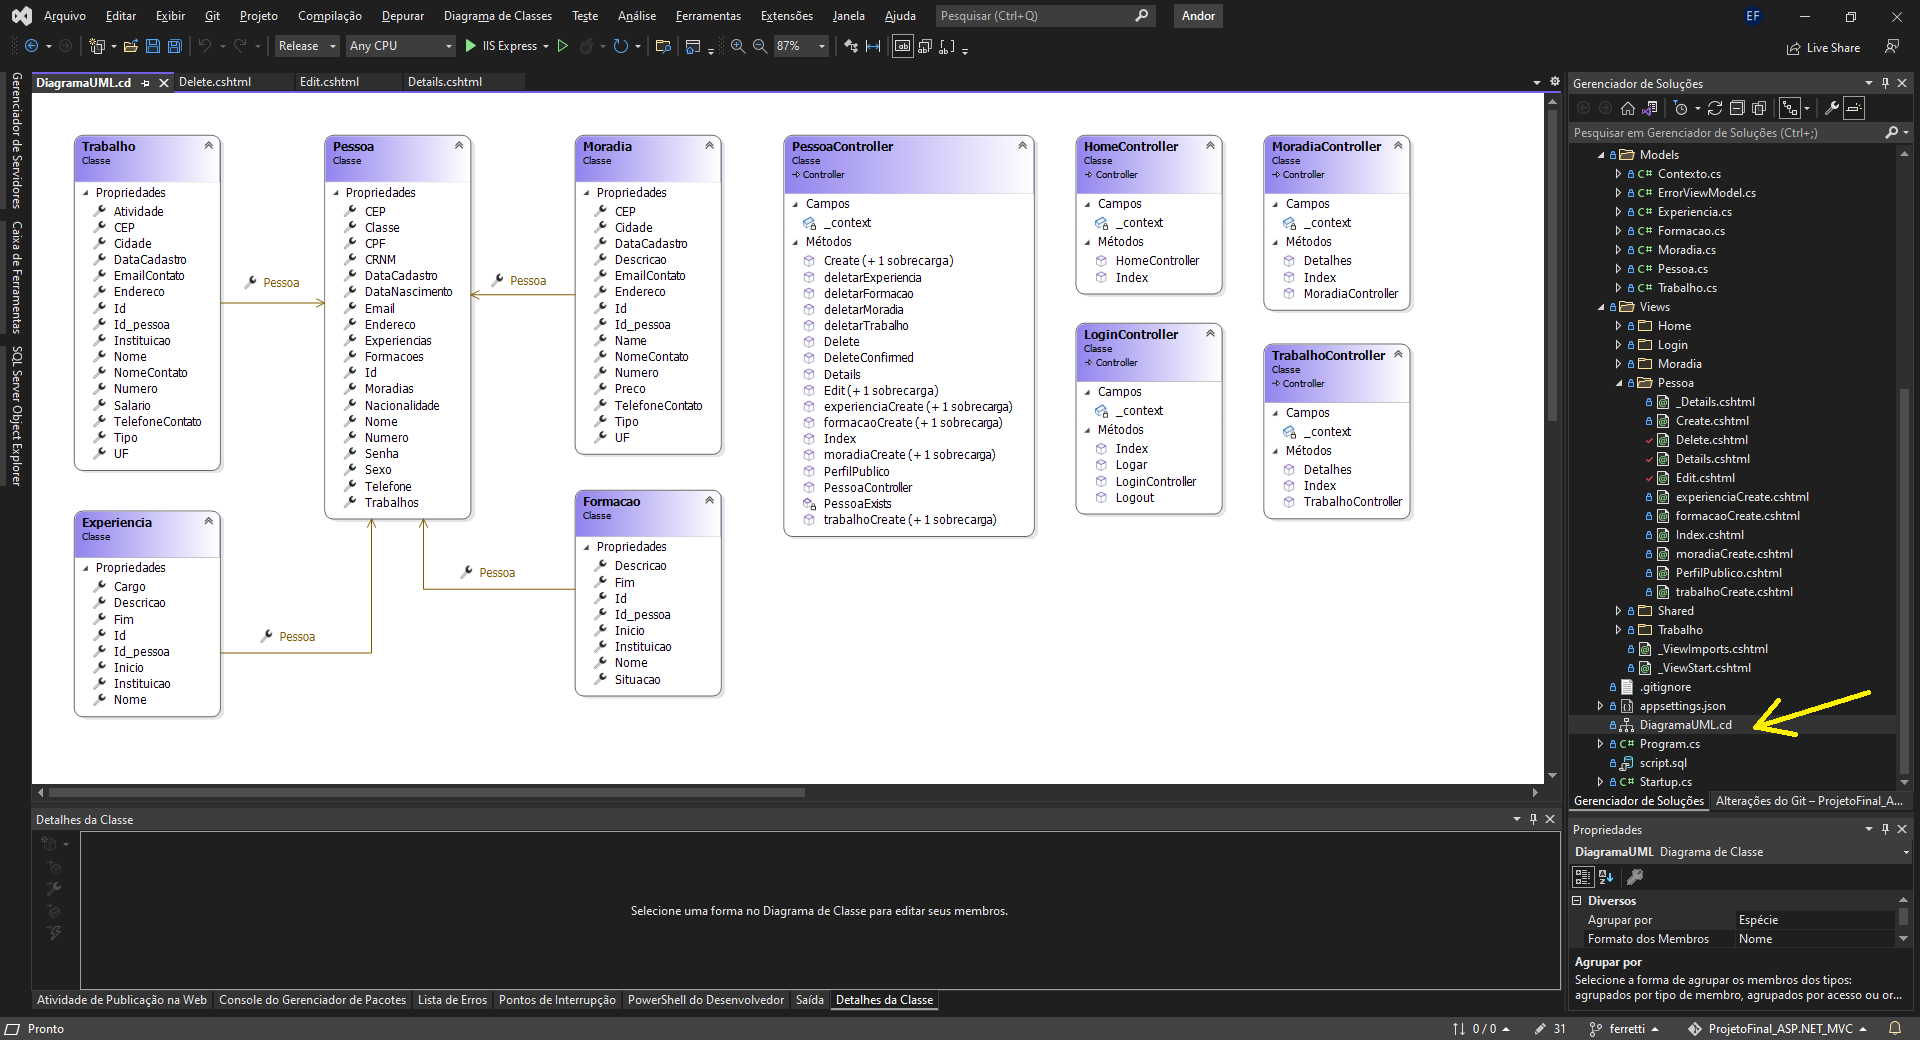 Arquivo Editar Exibir Git Projeto Compilação Depurar Diagrama de Classes Teste Análise Ferramentas Extensões Janela Ajuda Pesquisar (Ctrl+Q) Andor EF
Release Any CPU IIS Express 87% Live Share
Gerenciador de Servidores
Caixa de Ferramentas
SQL Server Object Explorer
DiagramaUML.cd Delete.cshtml Edit.cshtml Details.cshtml
Trabalho
Classe
Propriedades
Atividade
CEP
Cidade
DataCadastro
EmailContato
Endereco
Id
Id_pessoa
Instituicao
Nome
NomeContato
Numero
Salario
TelefoneContato
Tipo
UF
Pessoa
Pessoa
Classe
Propriedades
CEP
Classe
CPF
CRNM
DataCadastro
DataNascimento
Email
Endereco
Experiencias
Formacoes
Id
Moradias
Nacionalidade
Nome
Numero
Senha
Sexo
Telefone
Trabalhos
Pessoa
Moradia
Classe
Propriedades
CEP
Cidade
DataCadastro
Descricao
EmailContato
Endereco
Id
Id_pessoa
Name
NomeContato
Numero
Preco
TelefoneContato
Tipo
UF
Experiencia
Classe
Propriedades
Cargo
Descricao
Fim
Id
Id_pessoa
Inicio
Instituicao
Nome
Pessoa
Pessoa
Formacao
Classe
Propriedades
Descricao
Fim
Id
Id_pessoa
Inicio
Instituicao
Nome
Situacao
PessoaController
Classe
Controller
Campos
_context
Métodos
Create (+ 1 sobrecarga)
deletarExperiencia
deletarFormacao
deletarMoradia
deletarTrabalho
Delete
DeleteConfirmed
Details
Edit (+ 1 sobrecarga)
experienciaCreate (+ 1 sobrecarga)
formacaoCreate (+ 1 sobrecarga)
Index
moradiaCreate (+ 1 sobrecarga)
PerfilPublico
PessoaController
PessoaExists
trabalhoCreate (+ 1 sobrecarga)
HomeController
Classe
Controller
Campos
_context
Métodos
HomeController
Index
LoginController
Classe
Controller
Campos
_context
Métodos
Index
Logar
LoginController
Logout
MoradiaController
Classe
Controller
Campos
_context
Métodos
Detalhes
Index
MoradiaController
TrabalhoController
Classe
Controller
Campos
_context
Métodos
Detalhes
Index
TrabalhoController
Gerenciador de Soluções
Pesquisar em Gerenciador de Soluções (Ctrl+;)
Models
C# Contexto.cs
C# ErrorViewModel.cs
C# Experiencia.cs
C# Formacao.cs
C# Moradia.cs
C# Pessoa.cs
C# Trabalho.cs
Views
Home
Login
Moradia
Pessoa
_Details.cshtml
Create.cshtml
Delete.cshtml
Details.cshtml
Edit.cshtml
experienciaCreate.cshtml
formacaoCreate.cshtml
Index.cshtml
moradiaCreate.cshtml
PerfilPublico.cshtml
trabalhoCreate.cshtml
Shared
Trabalho
_ViewImports.cshtml
_ViewStart.cshtml
.gitignore
appsettings.json
DiagramaUML.cd
C# Program.cs
script.sql
C# Startup.cs
Gerenciador de Soluções Alterações do Git – ProjetoFinal_A...
Propriedades
DiagramaUML Diagrama de Classe
Diversos
Agrupar por Espécie
Formato dos Membros Nome
Agrupar por
Selecione a forma de agrupar os membros dos tipos:
agrupados por tipo de membro, agrupados por acesso ou or...
Detalhes da Classe
Selecione uma forma no Diagrama de Classe para editar seus membros.
Atividade de Publicação na Web Console do Gerenciador de Pacotes Lista de Erros Pontos de Interrupção PowerShell do Desenvolvedor Saída Detalhes da Classe
Pronto 0 / 0 31 ferretti ProjetoFinal_ASP.NET_MVC